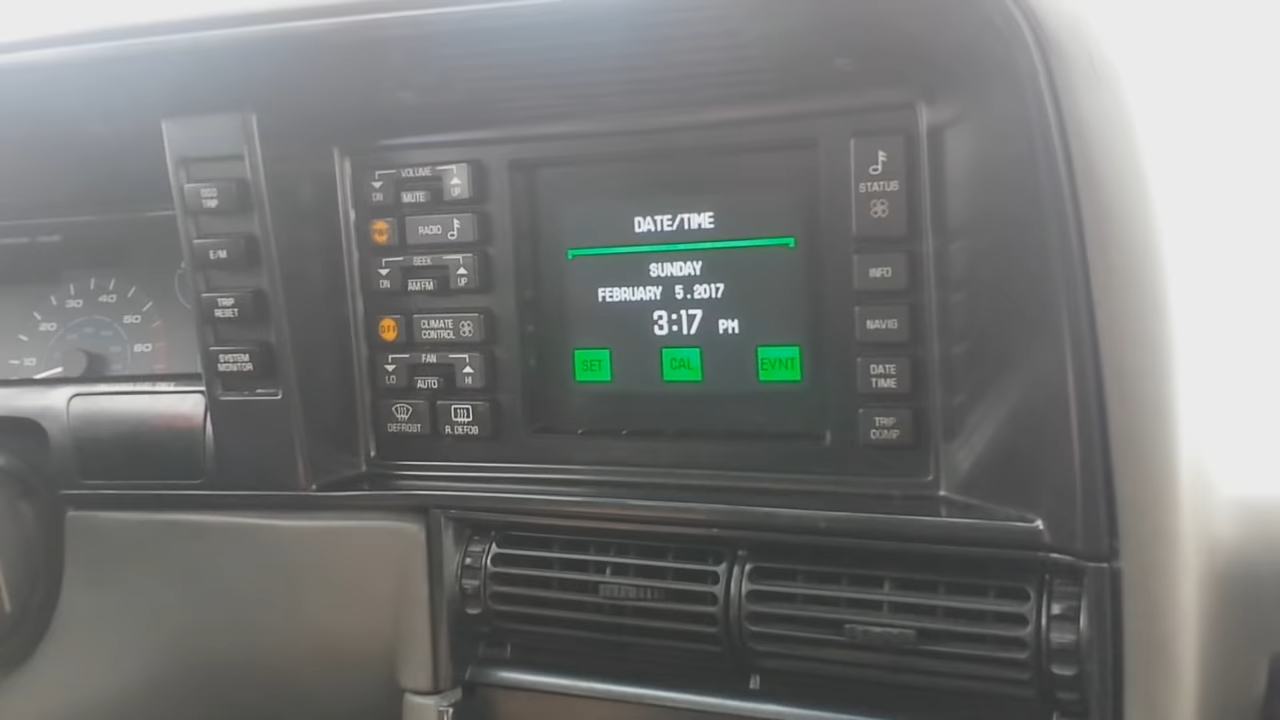 E/M
TRIP
RESET
SYSTEM
MONITOR
30 40
20 50
10 60
VOLUME
DN MUTE UP
RADIO
SEEK
DN AM FM UP
OFF
CLIMATE
CONTROL
FAN
LO AUTO HI
DEFROST
R. DEFOG
DATE/TIME
SUNDAY
FEBRUARY 5.2017
3:17 PM
SET CAL EVNT
STATUS
INFO
NAVIG
DATE
TIME
TRIP
COMP